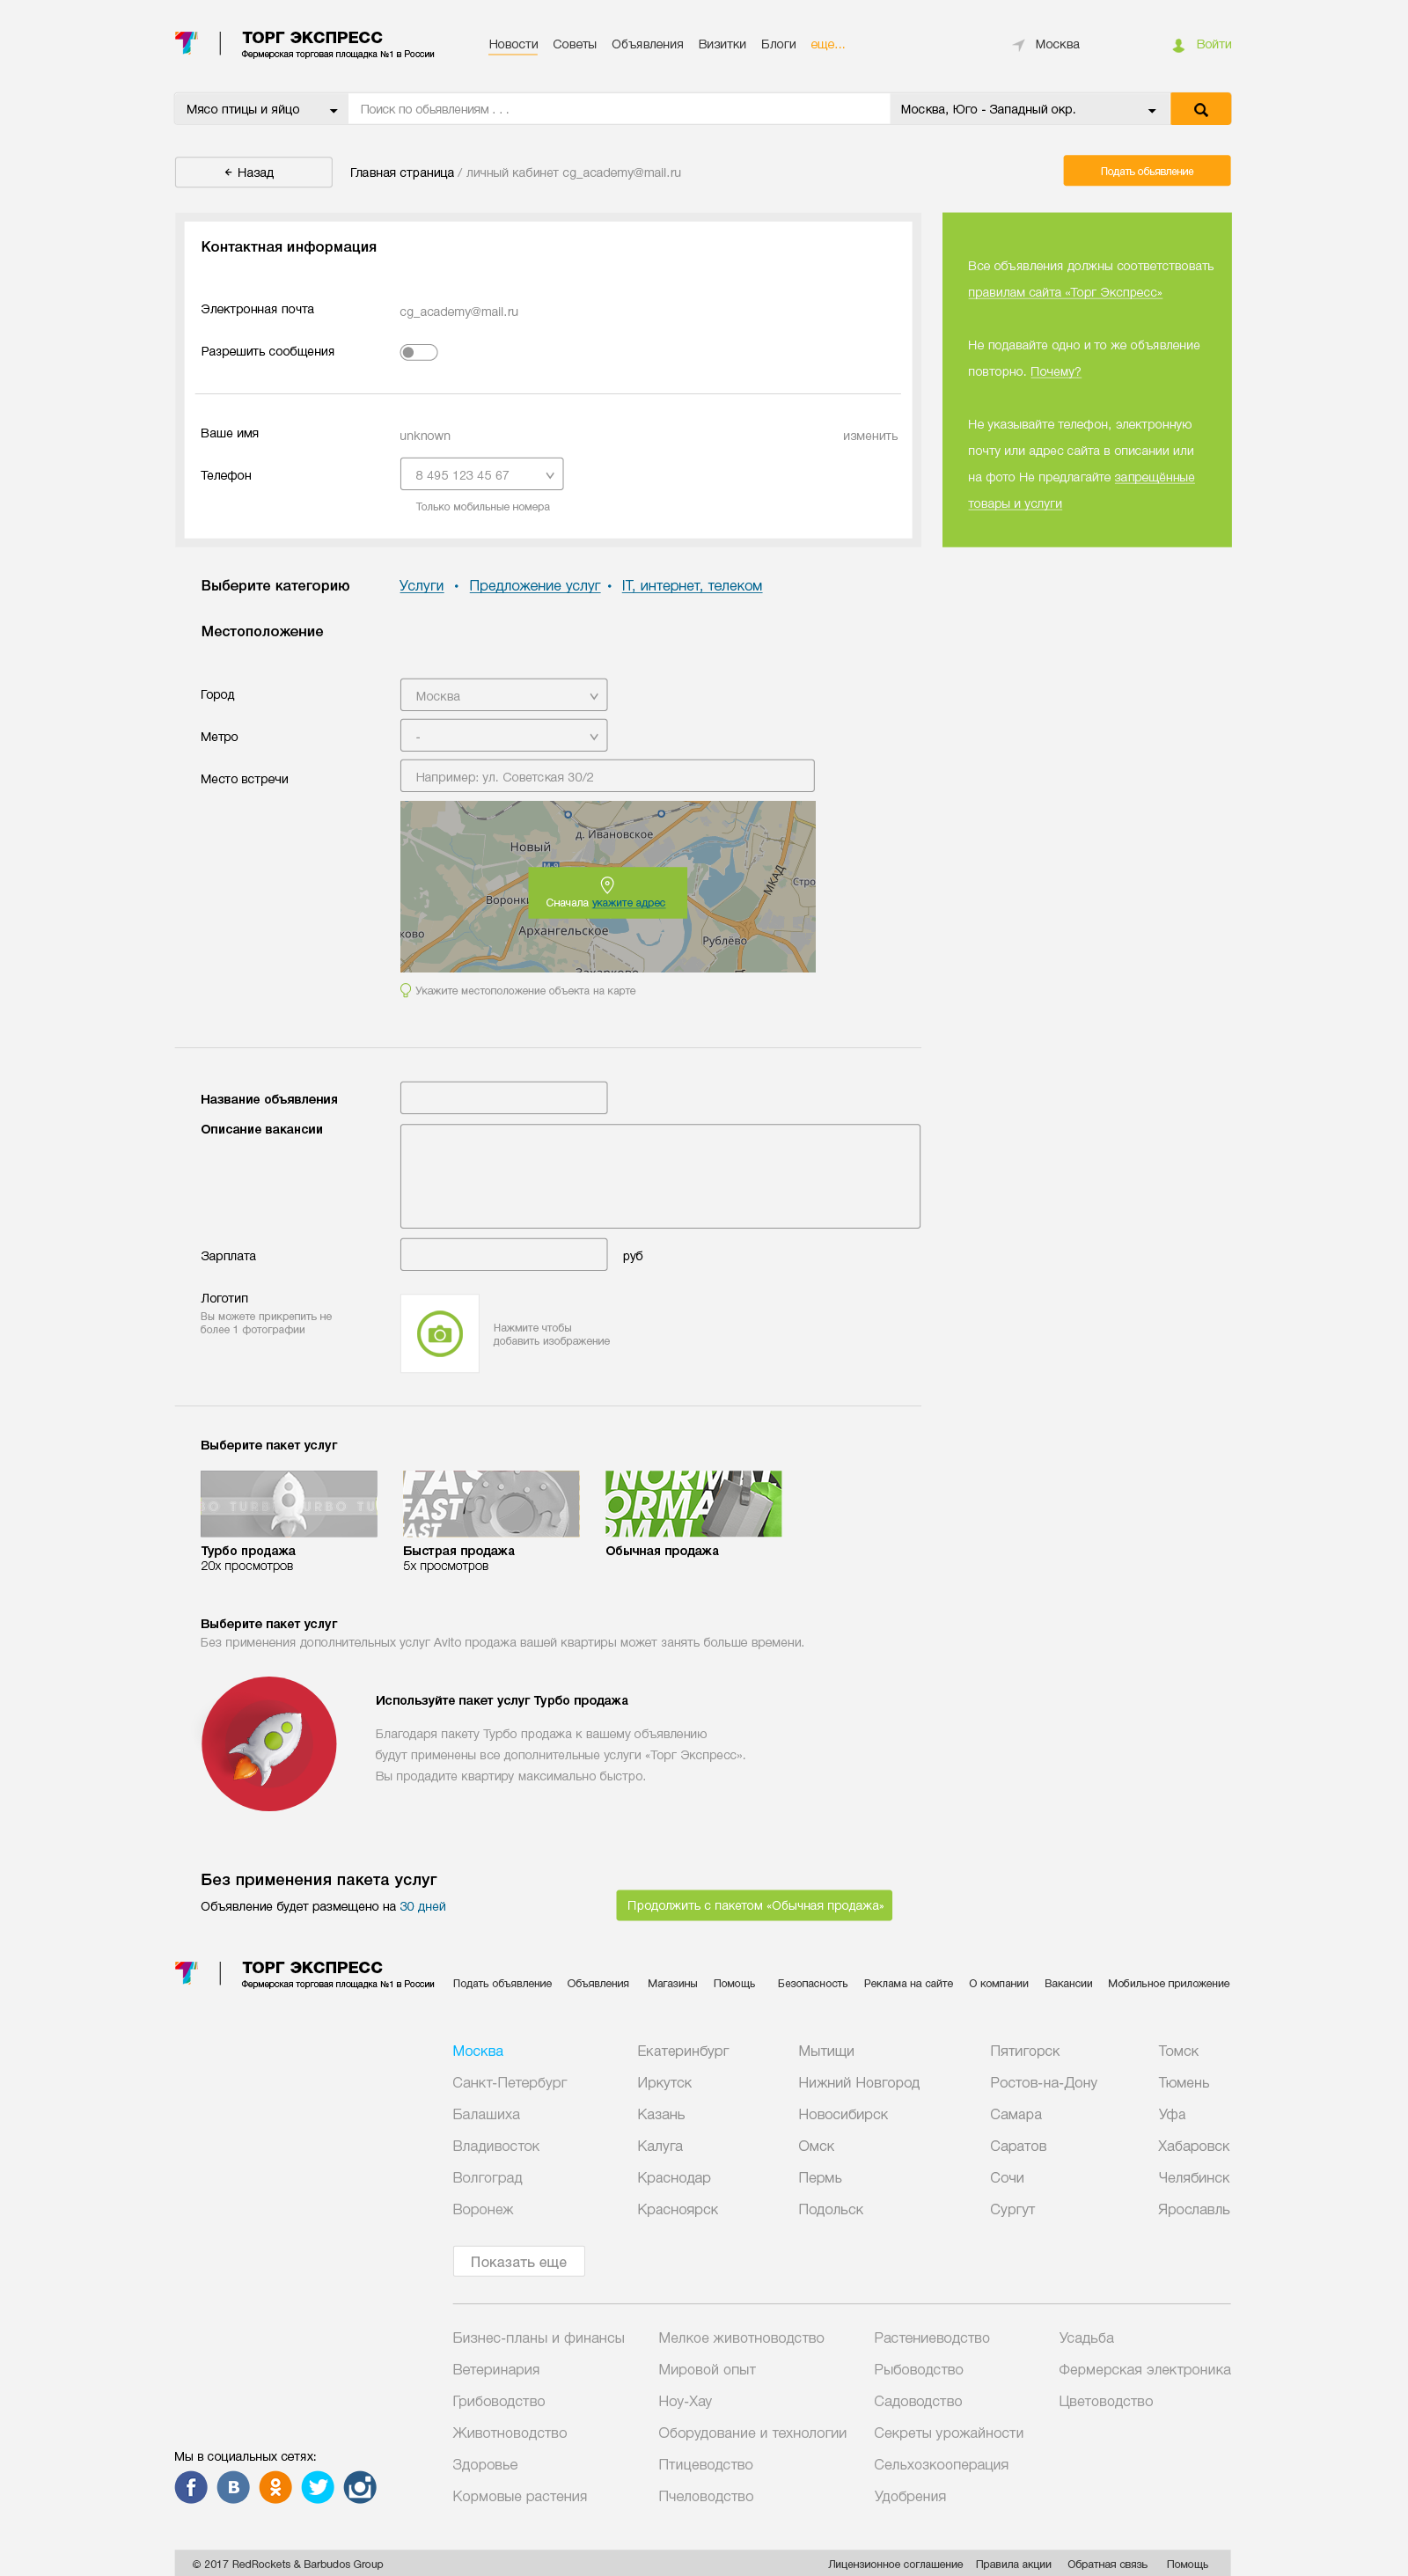 ТОРГ ЭКСПРЕСС
Фермерская торговая площадка №1 в России
Новости Советы Объявления Визитки Блоги еще...
Москва
Войти
Мясо птицы и яйцо
Поиск по обьявлениям . . .
Москва, Юго - Западный окр.
Назад
Главная страница / личный кабинет cg_academy@mail.ru
Подать обьявление
Контактная информация
Электронная почта
cg_academy@mail.ru
Разрешить сообщения
Ваше имя
unknown
изменить
Телефон
8 495 123 45 67
Только мобильные номера
Все объявления должны соответствовать
правилам сайта «Торг Экспресс»
Не подавайте одно и то же объявление
повторно. Почему?
Не указывайте телефон, электронную
почту или адрес сайта в описании или
на фото Не предлагайте запрещённые
товары и услуги
Выберите категорию
Услуги • Предложение услуг • IT, интернет, телеком
Местоположение
Город
Москва
Метро
-
Место встречи
Например: ул. Советская 30/2
д. Ивановское
Новый
МКАД
Стро
Воронки
Сначала укажите адрес
ково
Архангельское
Рублёво
Захарково
Укажите местоположение объекта на карте
Название объявления
Описание вакансии
Зарплата
руб
Логотип
Вы можете прикрепить не
более 1 фотографии
Нажмите чтобы
добавить изображение
Выберите пакет услуг
BO TURBO TURBO TU
FAS
FAST
FAST
NORMA
ORMA
RMAL
Турбо продажа
20х просмотров
Быстрая продажа
5х просмотров
Обычная продажа
Выберите пакет услуг
Без применения дополнительных услуг Avito продажа вашей квартиры может занять больше времени.
Используйте пакет услуг Турбо продажа
Благодаря пакету Турбо продажа к вашему объявлению
будут применены все дополнительные услуги «Торг Экспресс».
Вы продадите квартиру максимально быстро.
Без применения пакета услуг
Объявление будет размещено на 30 дней
Продолжить с пакетом «Обычная продажа»
ТОРГ ЭКСПРЕСС
Фермерская торговая площадка №1 в России
Подать объявление Объявления Магазины Помощь Безопасность Реклама на сайте О компании Вакансии Мобильное приложение
Москва Екатеринбург Мытищи Пятигорск Томск
Санкт-Петербург Иркутск Нижний Новгород Ростов-на-Дону Тюмень
Балашиха Казань Новосибирск Самара Уфа
Владивосток Калуга Омск Саратов Хабаровск
Волгоград Краснодар Пермь Сочи Челябинск
Воронеж Красноярск Подольск Сургут Ярославль
Показать еще
Бизнес-планы и финансы Мелкое животноводство Растениеводство Усадьба
Ветеринария Мировой опыт Рыбоводство Фермерская электроника
Грибоводство Ноу-Хау Садоводство Цветоводство
Животноводство Оборудование и технологии Секреты урожайности
Здоровье Птицеводство Сельхозкооперация
Кормовые растения Пчеловодство Удобрения
Мы в социальных сетях:
© 2017 RedRockets & Barbudos Group
Лицензионное соглашение Правила акции Обратная связь Помощь